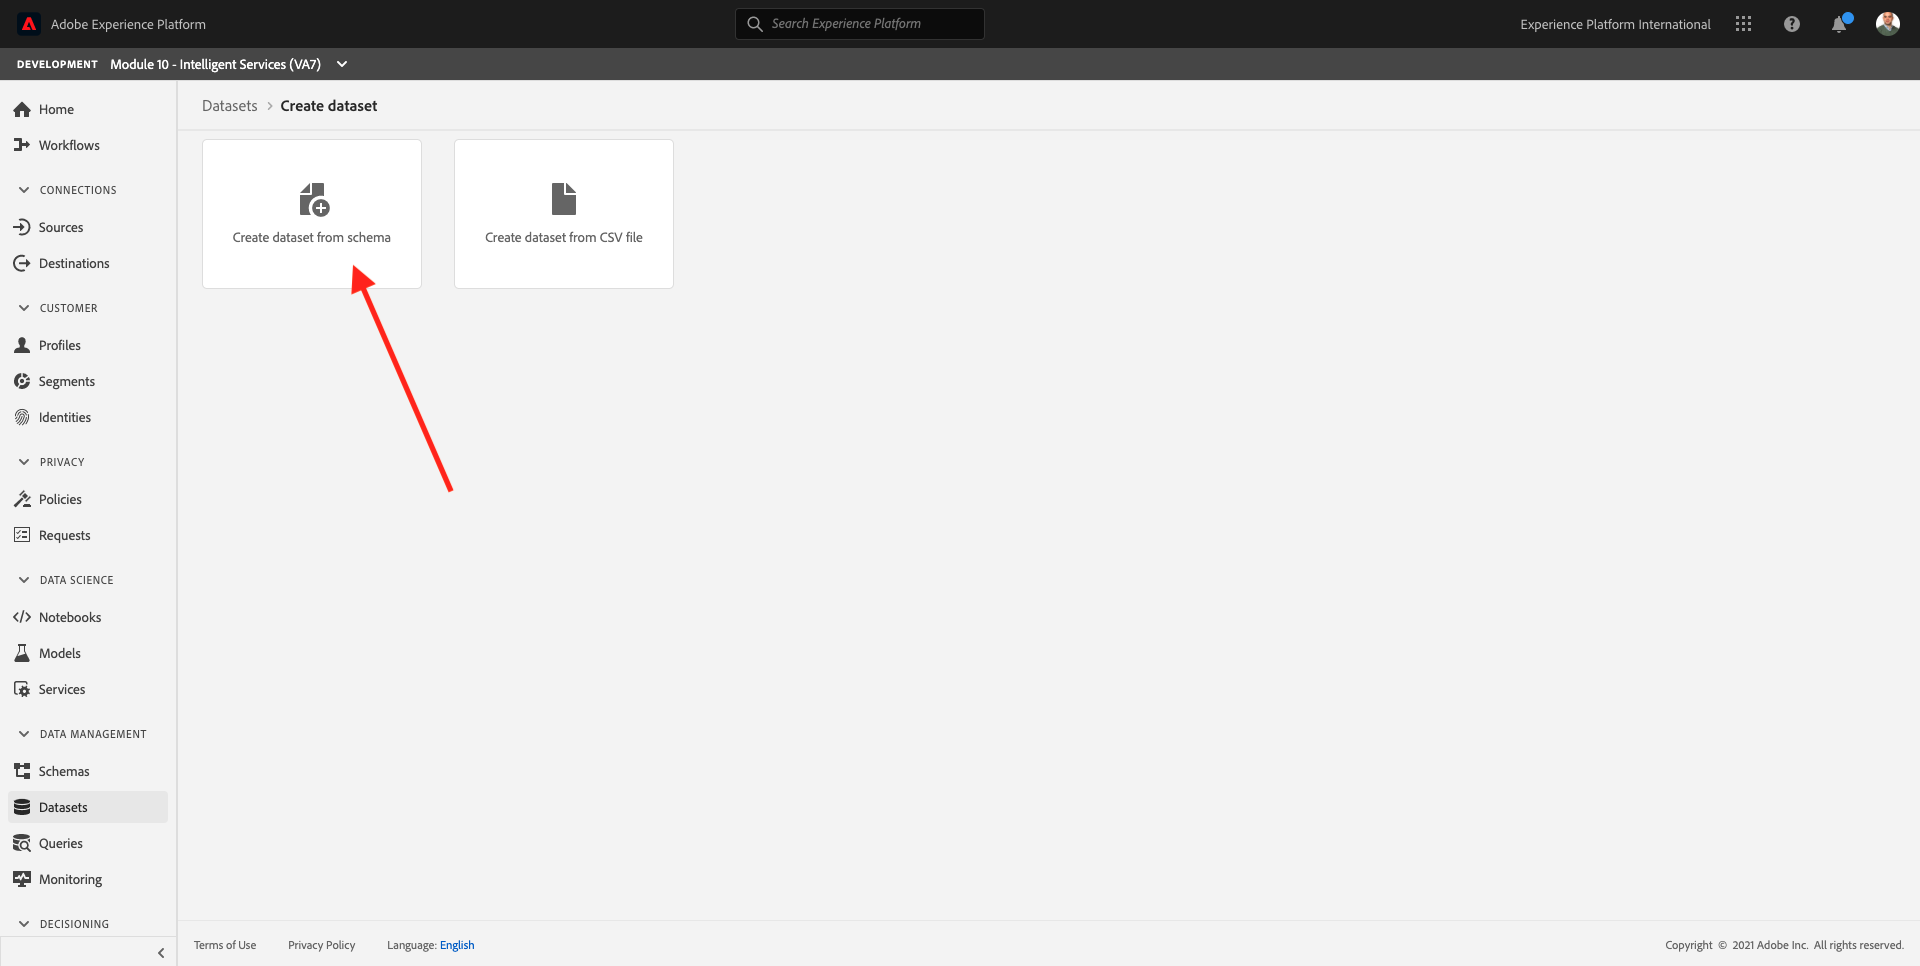 Adobe Experience Platform
Search Experience Platform
Experience Platform International
DEVELOPMENT Module 10 - Intelligent Services (VA7)
Home
Workflows
CONNECTIONS
Sources
Destinations
CUSTOMER
Profiles
Segments
Identities
PRIVACY
Policies
Requests
DATA SCIENCE
Notebooks
Models
Services
DATA MANAGEMENT
Schemas
Datasets
Queries
Monitoring
DECISIONING
Datasets > Create dataset
Create dataset from schema
Create dataset from CSV file
Terms of Use Privacy Policy Language: English
Copyright © 2021 Adobe Inc. All rights reserved.